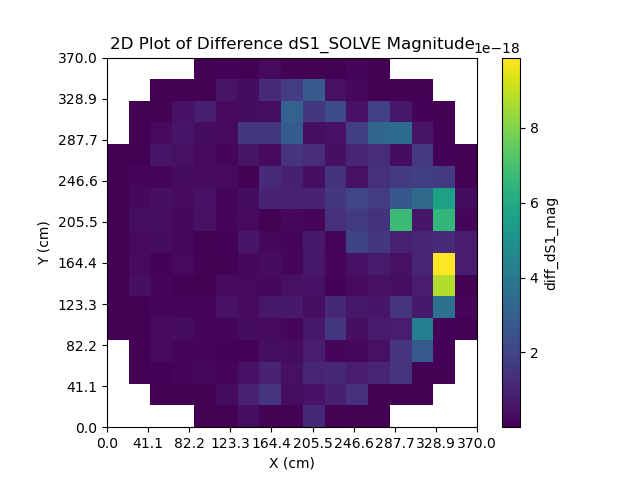 2D Plot of Difference dS1_SOLVE Magnitude
1e−18
370.0
328.9
287.7
246.6
205.5
164.4
123.3
82.2
41.1
0.0
Y (cm)
0.0 41.1 82.2 123.3 164.4 205.5 246.6 287.7 328.9 370.0
X (cm)
8
6
4
2
diff_dS1_mag